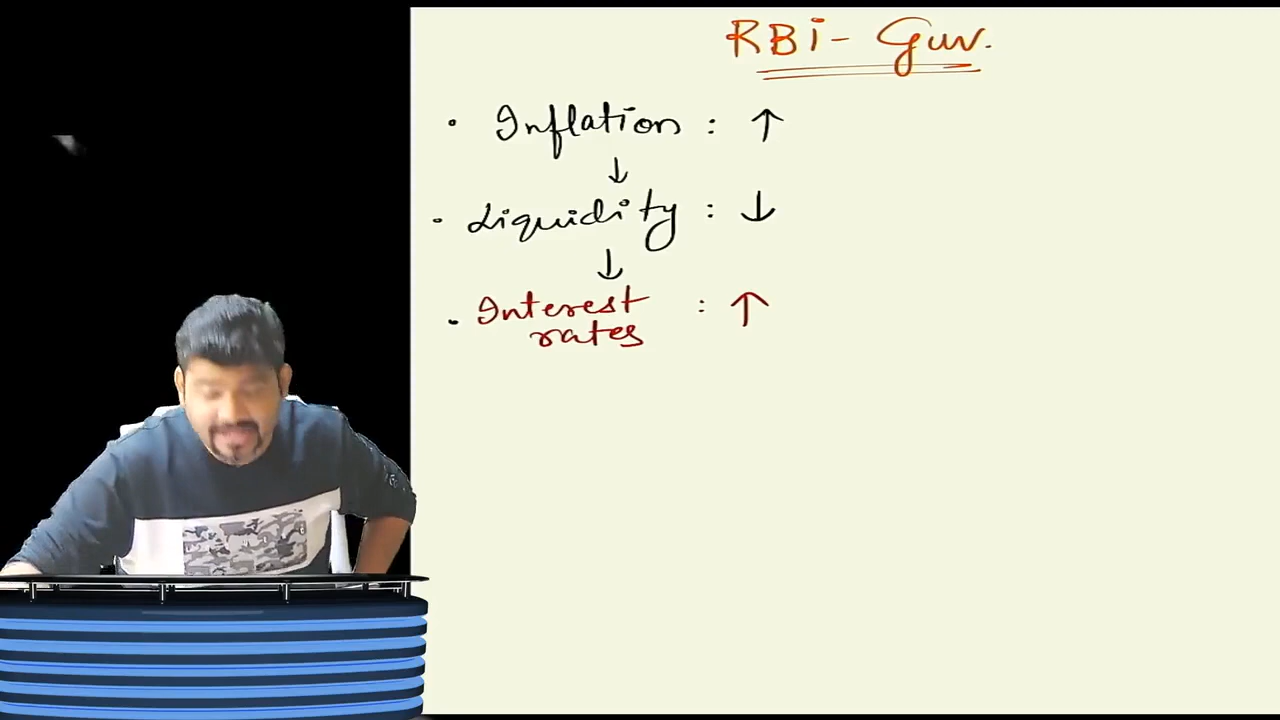 RBi - Guv.
• Inflation : ↑
↓
• Liquidity : ↓
↓
• Interest : ↑
rates